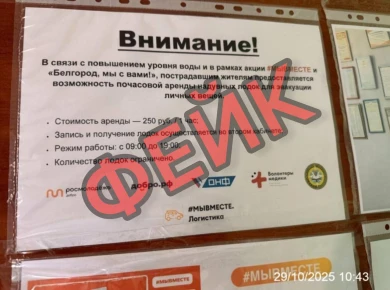 Внимание!
В связи с повышением уровня воды и в рамках акции #МЫВМЕСТЕ и
«Белгород, мы с вами!», пострадавшим жителям предоставляется
возможность почасовой аренды надувных лодок для эвакуации
личных вещей.
Стоимость аренды — 250 руб. / 1 час;
Запись и получение лодок осуществляется во втором кабинете;
Режим работы: с 09:00 до 19:00;
Количество лодок ограничено
ФЕЙК
росмолодёжь
добро.рф
ОНФ
Волонтеры
медики
#МЫВМЕСТЕ.
Логистика
#МЫВМЕСТЕ
#МЫВМЕСТЕ
29/10/2025 10:43